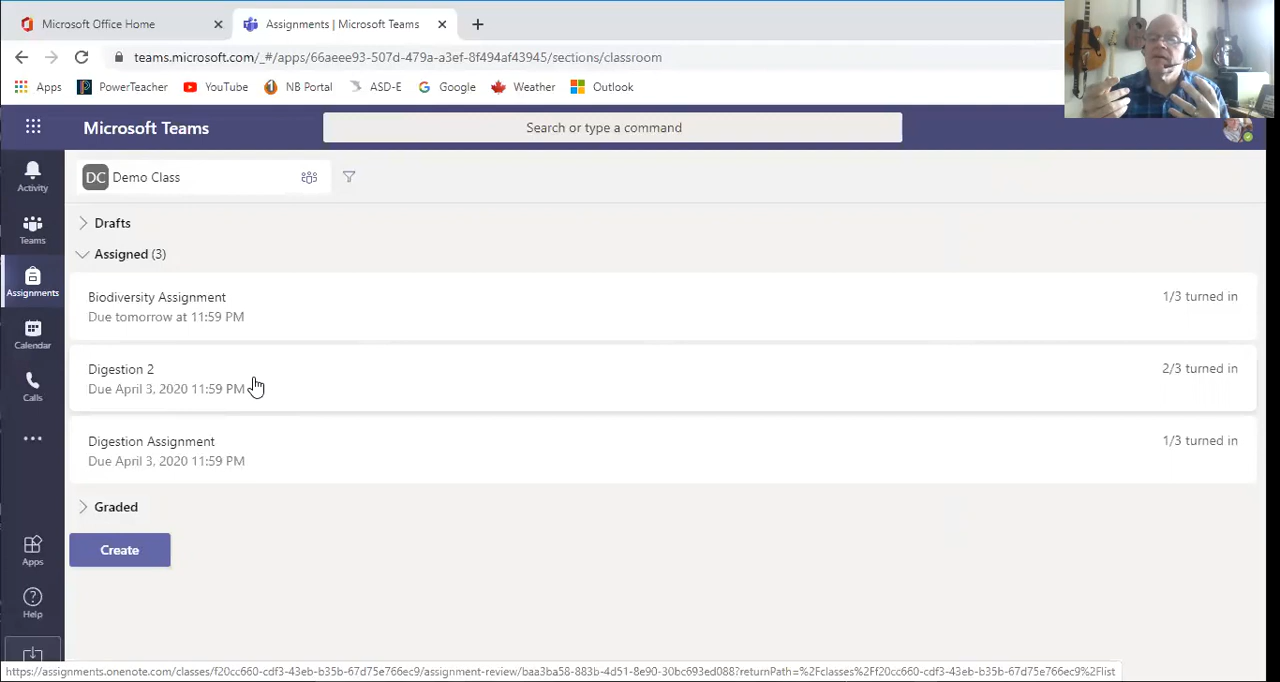 Microsoft Office Home
Assignments | Microsoft Teams
teams.microsoft.com/_#/apps/66aeee93-507d-479a-a3ef-8f494af43945/sections/classroom
Apps PowerTeacher YouTube NB Portal ASD-E Google Weather Outlook
Microsoft Teams
Search or type a command
Activity
Teams
Assignments
Calendar
Calls
Apps
Help
DC Demo Class
Drafts
Assigned (3)
Biodiversity Assignment 1/3 turned in
Due tomorrow at 11:59 PM
Digestion 2 2/3 turned in
Due April 3, 2020 11:59 PM
Digestion Assignment 1/3 turned in
Due April 3, 2020 11:59 PM
Graded
Create
https://assignments.onenote.com/classes/f20cc660-cdf3-43eb-b35b-67d75e766ec9/assignment-review/baa3ba58-883b-4d51-8e90-30bc693ed088?returnPath=%2Fclasses%2Ff20cc660-cdf3-43eb-b35b-67d75e766ec9%2Flist